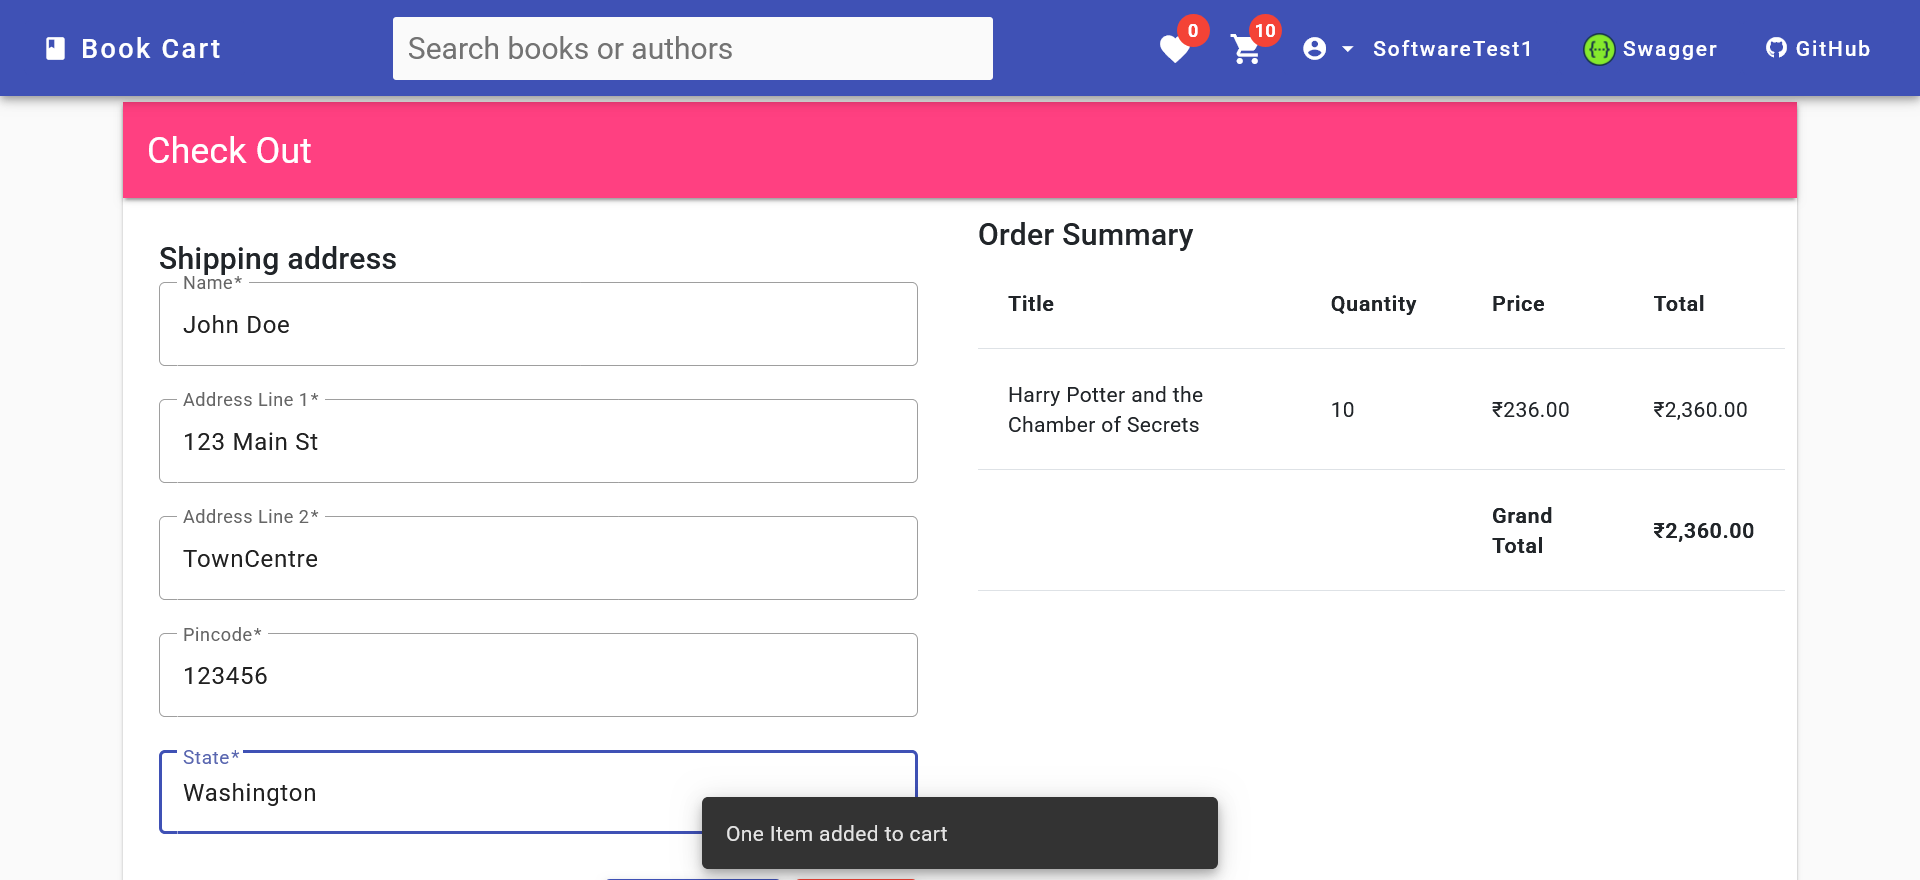 Book Cart
Search books or authors
0
10
SoftwareTest1
Swagger
GitHub
Check Out
Shipping address
Name*
John Doe
Address Line 1*
123 Main St
Address Line 2*
TownCentre
Pincode*
123456
State*
Washington
Order Summary
Title Quantity Price Total
Harry Potter and the
Chamber of Secrets
10 ₹236.00 ₹2,360.00
Grand
Total
₹2,360.00
One Item added to cart